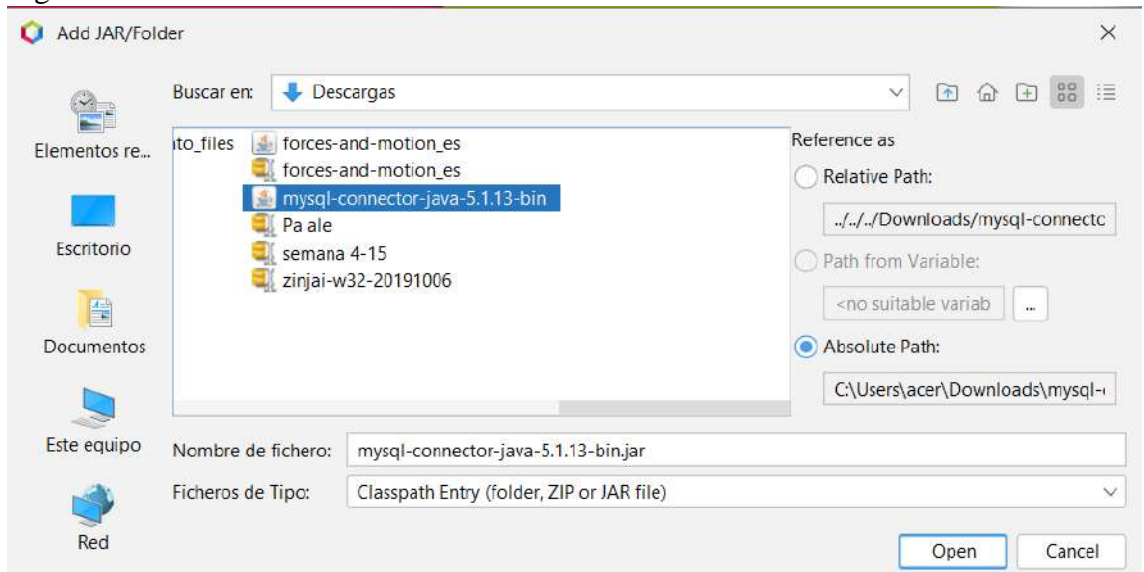 Add JAR/Folder
Buscar en: Descargas
Elementos re...
Escritorio
Documentos
Este equipo
Red
ito_files
forces-and-motion_es
forces-and-motion_es
mysql-connector-java-5.1.13-bin
Pa ale
semana 4-15
zinjai-w32-20191006
Reference as
Relative Path:
../../../Downloads/mysql-connectc
Path from Variable:
<no suitable variab ...
Absolute Path:
C:\Users\acer\Downloads\mysql-
Nombre de fichero: mysql-connector-java-5.1.13-bin.jar
Ficheros de Tipo: Classpath Entry (folder, ZIP or JAR file)
Open Cancel